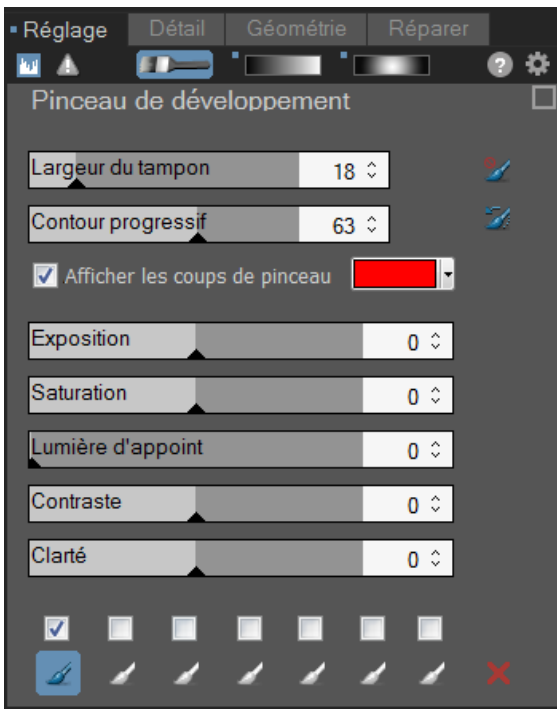 Réglage Détail Géométrie Réparer
?
Pinceau de développement
Largeur du tampon 18
Contour progressif 63
Afficher les coups de pinceau
Exposition 0
Saturation 0
Lumière d'appoint 0
Contraste 0
Clarté 0